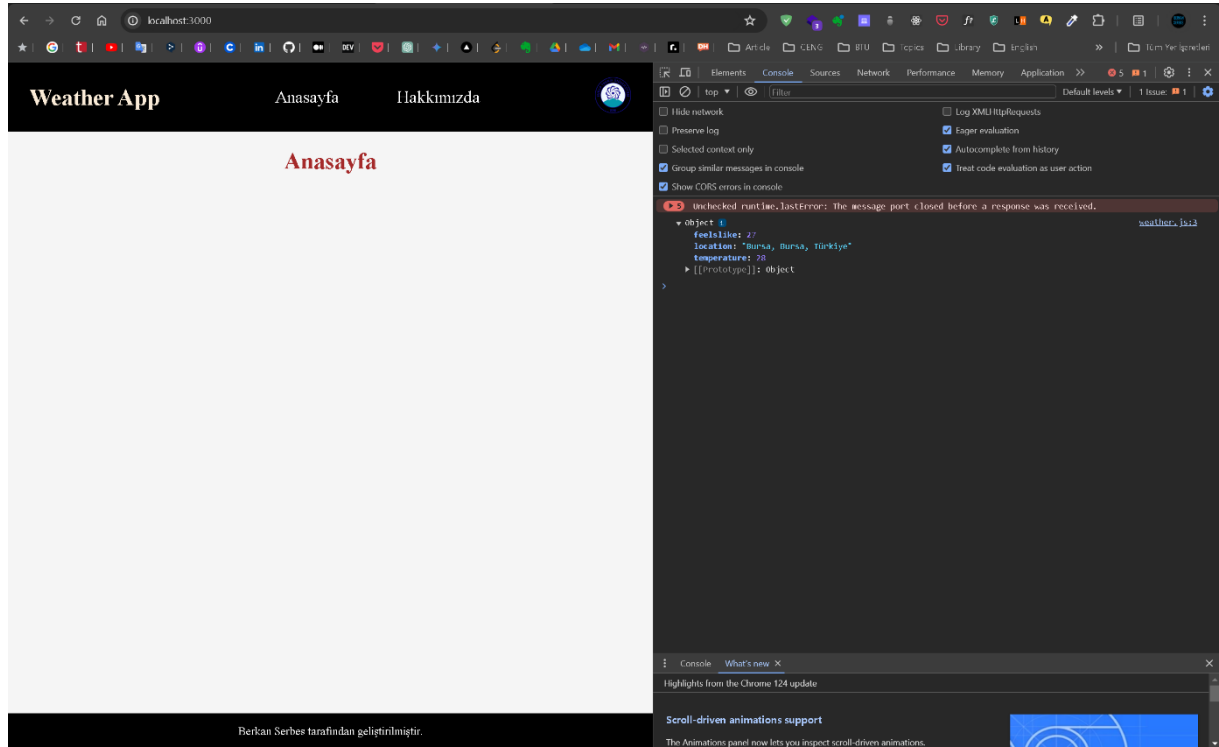 localhost:3000
Article CENG BTU Topics Library English » Tüm Yer İşaretleri
Weather App Anasayfa Hakkımızda
Anasayfa
Berkan Serbes tarafından geliştirilmiştir.
Elements Console Sources Network Performance Memory Application 5 1
top ▼ Filter Default levels ▼ 1 Issue: 1
Hide network Log XMLHttpRequests
Preserve log Eager evaluation
Selected context only Autocomplete from history
Group similar messages in console Treat code evaluation as user action
Show CORS errors in console
5 Unchecked runtime.lastError: The message port closed before a response was received.
Object weather.js:3
feelslike: 27
location: "Bursa, Bursa, Türkiye"
temperature: 28
[[Prototype]]: Object
Console What's new
Highlights from the Chrome 124 update
Scroll-driven animations support
The Animations panel now lets you inspect scroll-driven animations.